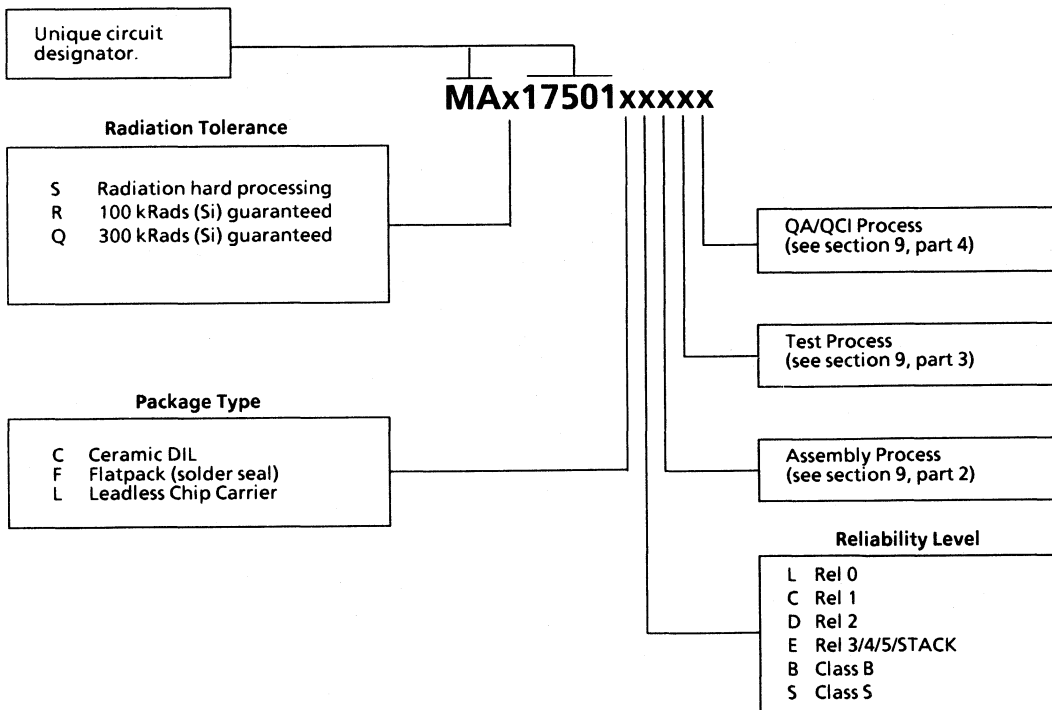 Unique circuit
designator.
MAx17501xxxxx
Radiation Tolerance
S Radiation hard processing
R 100 kRads (Si) guaranteed
Q 300 kRads (Si) guaranteed
QA/QCI Process
(see section 9, part 4)
Test Process
(see section 9, part 3)
Package Type
C Ceramic DIL
F Flatpack (solder seal)
L Leadless Chip Carrier
Assembly Process
(see section 9, part 2)
Reliability Level
L Rel 0
C Rel 1
D Rel 2
E Rel 3/4/5/STACK
B Class B
S Class S